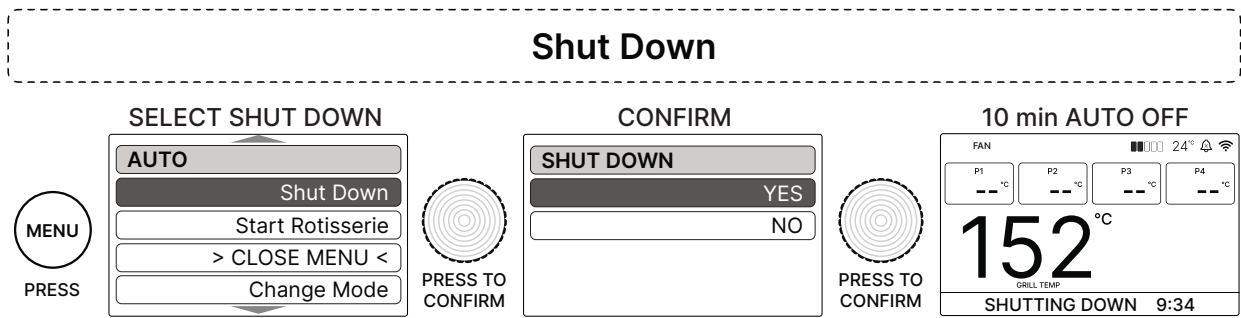 Shut Down
SELECT SHUT DOWN
MENU
PRESS
AUTO
Shut Down
Start Rotisserie
> CLOSE MENU <
Change Mode
PRESS TO
CONFIRM
CONFIRM
SHUT DOWN
YES
NO
PRESS TO
CONFIRM
10 min AUTO OFF
FAN 24°C
P1 P2 P3 P4
--°C --°C --°C --°C
152°C
GRILL TEMP
SHUTTING DOWN 9:34